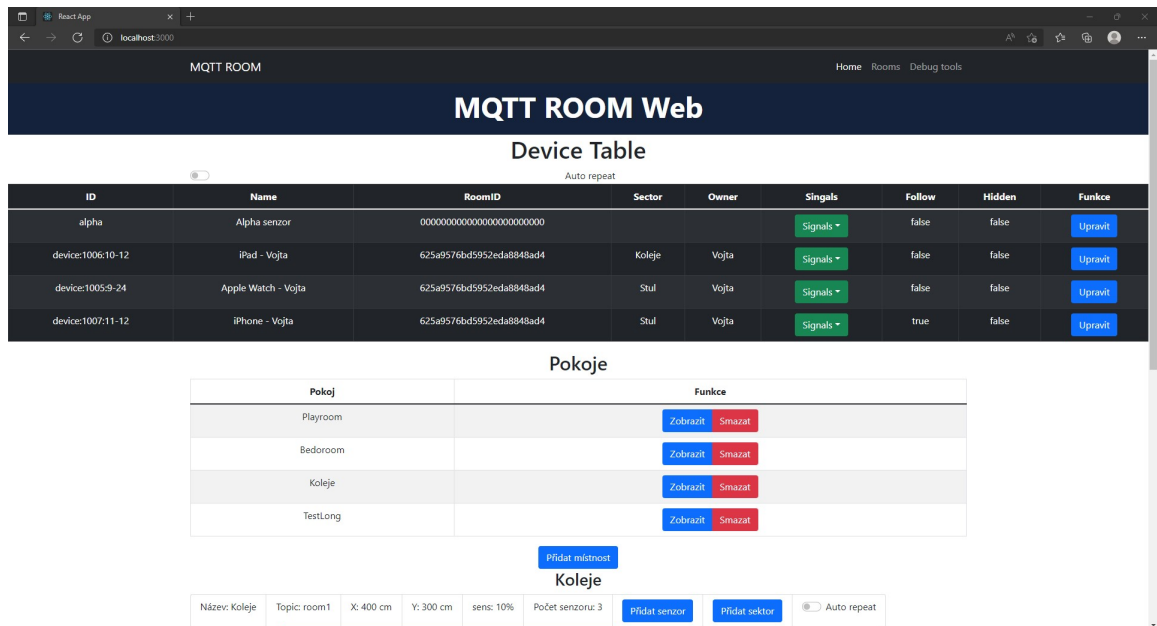 React App
localhost:3000
MQTT ROOM Home Rooms Debug tools
MQTT ROOM Web
Device Table
Auto repeat
ID Name RoomID Sector Owner Singals Follow Hidden Funkce
alpha Alpha senzor 000000000000000000000000 Signals false false Upravit
device:1006:10-12 iPad - Vojta 625a9576bd5952eda8848ad4 Koleje Vojta Signals false false Upravit
device:1005:9-24 Apple Watch - Vojta 625a9576bd5952eda8848ad4 Stul Vojta Signals false false Upravit
device:1007:11-12 iPhone - Vojta 625a9576bd5952eda8848ad4 Stul Vojta Signals true false Upravit
Pokoje
Pokoj Funkce
Playroom Zobrazit Smazat
Bedoroom Zobrazit Smazat
Koleje Zobrazit Smazat
TestLong Zobrazit Smazat
Přidat místnost
Koleje
Název: Koleje Topic: room1 X: 400 cm Y: 300 cm sens: 10% Počet senzoru: 3 Přidat senzor Přidat sektor Auto repeat